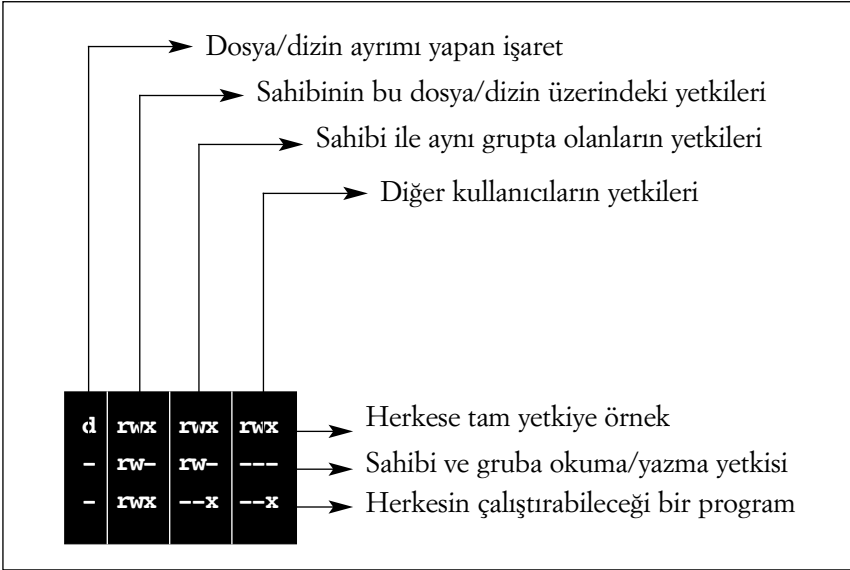 Dosya/dizin ayrımı yapan işaret
Sahibinin bu dosya/dizin üzerindeki yetkileri
Sahibi ile aynı grupta olanların yetkileri
Diğer kullanıcıların yetkileri
d rwx rwx rwx Herkese tam yetkiye örnek
- rw- rw- --- Sahibi ve gruba okuma/yazma yetkisi
- rwx --x --x Herkesin çalıştırabileceği bir program